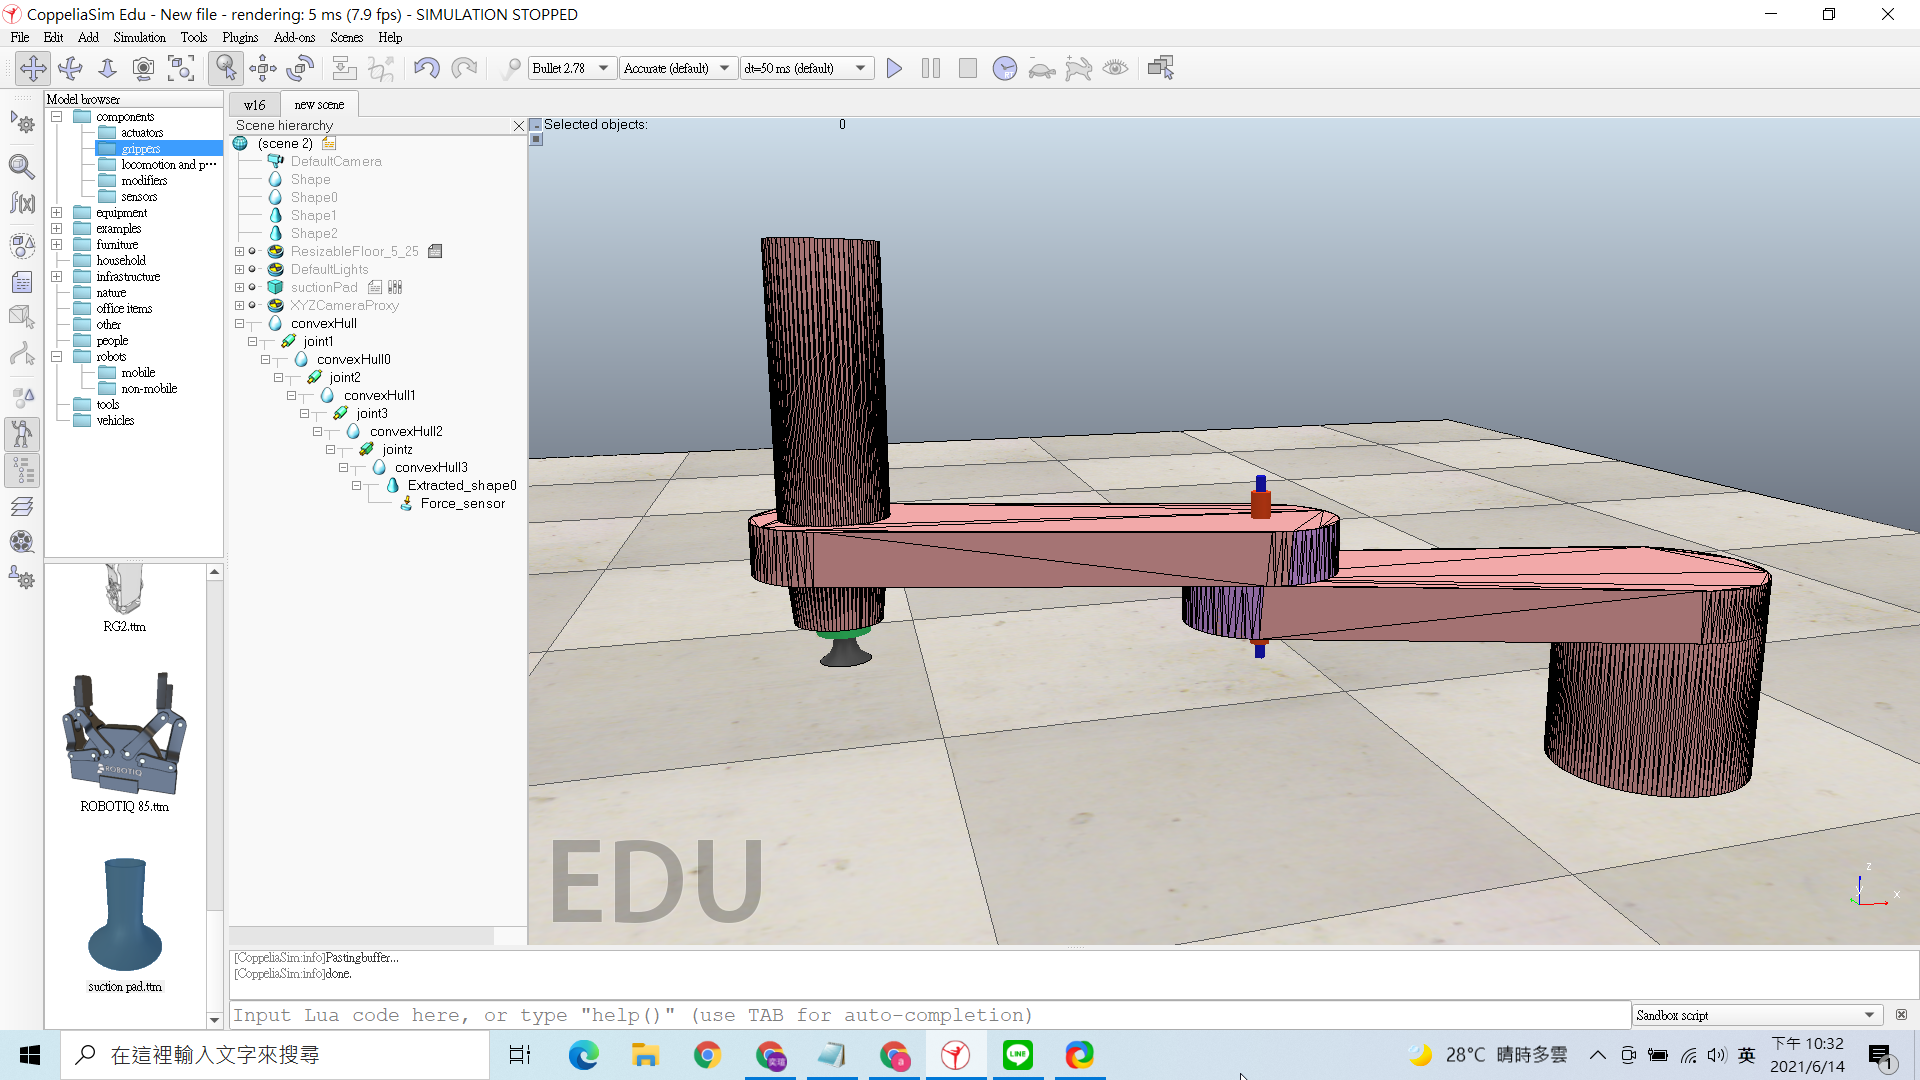 CoppeliaSim Edu - New file - rendering: 5 ms (7.9 fps) - SIMULATION STOPPED
File Edit Add Simulation Tools Plugins Add-ons Scenes Help
Bullet 2.78 Accurate (default) dt=50 ms (default)
Model browser
components
actuators
grippers
locomotion and p···
modifiers
sensors
equipment
examples
furniture
household
infrastructure
nature
office items
other
people
robots
mobile
non-mobile
tools
vehicles
RG2.ttm
ROBOTIQ
ROBOTIQ 85.ttm
suction pad.ttm
w16 new scene
Scene hierarchy
(scene 2)
DefaultCamera
Shape
Shape0
Shape1
Shape2
ResizableFloor_5_25
DefaultLights
suctionPad
XYZCameraProxy
convexHull
joint1
convexHull0
joint2
convexHull1
joint3
convexHull2
jointz
convexHull3
Extracted_shape0
Force_sensor
Selected objects: 0
EDU
z
x
[CoppeliaSim:info]Pastingbuffer...
[CoppeliaSim:info]done.
Input Lua code here, or type "help()" (use TAB for auto-completion)
Sandbox script
在這裡輸入文字來搜尋
LINE
28°C 晴時多雲
英
下午 10:32
2021/6/14
1